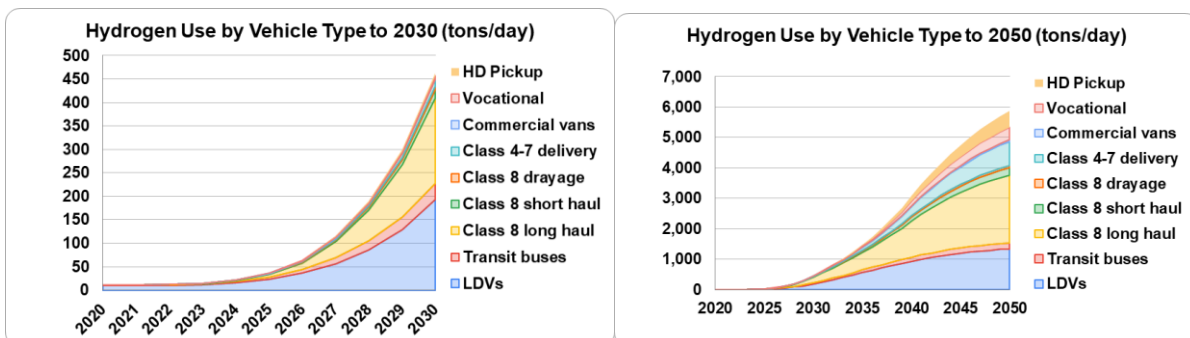 Hydrogen Use by Vehicle Type to 2030 (tons/day)
500
450
400
350
300
250
200
150
100
50
0
2020
2021
2022
2023
2024
2025
2026
2027
2028
2029
2030
HD Pickup
Vocational
Commercial vans
Class 4-7 delivery
Class 8 drayage
Class 8 short haul
Class 8 long haul
Transit buses
LDVs
Hydrogen Use by Vehicle Type to 2050 (tons/day)
7,000
6,000
5,000
4,000
3,000
2,000
1,000
0
2020
2025
2030
2035
2040
2045
2050
HD Pickup
Vocational
Commercial vans
Class 4-7 delivery
Class 8 drayage
Class 8 short haul
Class 8 long haul
Transit buses
LDVs